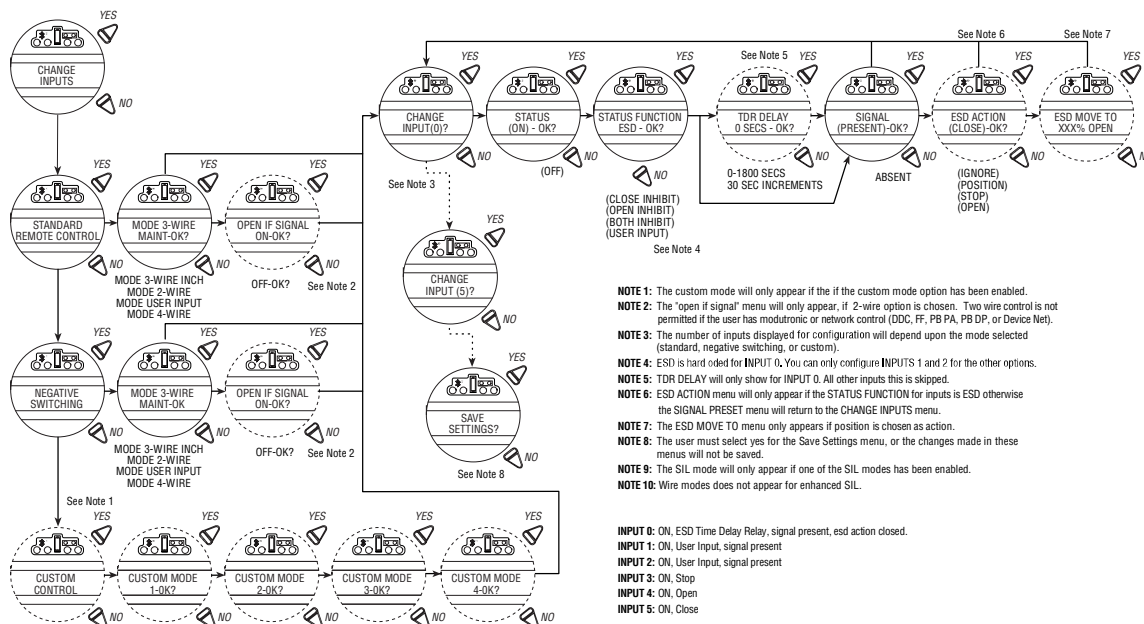 YES
CHANGE
INPUTS
NO
YES
STANDARD
REMOTE CONTROL
NO
YES
MODE 3-WIRE
MAINT-OK?
NO
MODE 3-WIRE INCH
MODE 2-WIRE
MODE USER INPUT
MODE 4-WIRE
YES
OPEN IF SIGNAL
ON-OK?
NO
OFF-OK?
See Note 2
YES
NEGATIVE
SWITCHING
NO
YES
MODE 3-WIRE
MAINT-OK
NO
MODE 3-WIRE INCH
MODE 2-WIRE
MODE USER INPUT
MODE 4-WIRE
YES
OPEN IF SIGNAL
ON-OK?
NO
OFF-OK?
See Note 2
See Note 1
YES
CUSTOM
CONTROL
NO
YES
CUSTOM MODE
1-0K?
NO
YES
CUSTOM MODE
2-0K?
NO
YES
CUSTOM MODE
3-0K?
NO
YES
CUSTOM MODE
4-0K?
NO
YES
CHANGE
INPUT(0)?
NO
See Note 3
YES
STATUS
(ON) - OK?
NO
(OFF)
YES
STATUS FUNCTION
ESD - OK?
NO
(CLOSE INHIBIT)
(OPEN INHIBIT)
(BOTH INHIBIT)
(USER INPUT)
See Note 4
See Note 5
YES
TDR DELAY
0 SECS - OK?
NO
0-1800 SECS
30 SEC INCREMENTS
YES
SIGNAL
(PRESENT)-OK?
NO
ABSENT
See Note 6
YES
ESD ACTION
(CLOSE)-OK?
NO
(IGNORE)
(POSITION)
(STOP)
(OPEN)
See Note 7
YES
ESD MOVE TO
XXX% OPEN
YES
CHANGE
INPUT (5)?
NO
YES
SAVE
SETTINGS?
NO
See Note 8
NOTE 1: The custom mode will only appear if the if the custom mode option has been enabled.
NOTE 2: The "open if signal" menu will only appear, if 2-wire option is chosen. Two wire control is not
permitted if the user has modutronic or network control (DDC, FF, PB PA, PB DP, or Device Net).
NOTE 3: The number of inputs displayed for configuration will depend upon the mode selected
(standard, negative switching, or custom).
NOTE 4: ESD is hard oded for INPUT 0. You can only configure INPUTS 1 and 2 for the other options.
NOTE 5: TDR DELAY will only show for INPUT 0. All other inputs this is skipped.
NOTE 6: ESD ACTION menu will only appear if the STATUS FUNCTION for inputs is ESD otherwise
the SIGNAL PRESET menu will return to the CHANGE INPUTS menu.
NOTE 7: The ESD MOVE TO menu only appears if position is chosen as action.
NOTE 8: The user must select yes for the Save Settings menu, or the changes made in these
menus will not be saved.
NOTE 9: The SIL mode will only appear if one of the SIL modes has been enabled.
NOTE 10: Wire modes does not appear for enhanced SIL.
INPUT 0: ON, ESD Time Delay Relay, signal present, esd action closed.
INPUT 1: ON, User Input, signal present
INPUT 2: ON, User Input, signal present
INPUT 3: ON, Stop
INPUT 4: ON, Open
INPUT 5: ON, Close